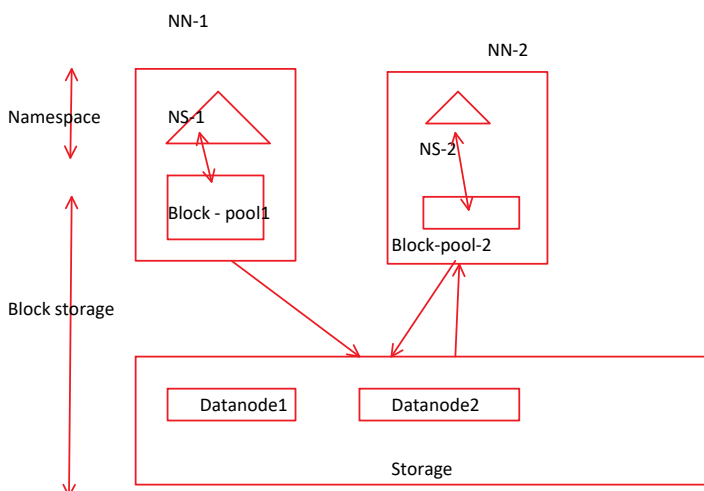 NN-1
NN-2
Namespace
NS-1
NS-2
Block - pool1
Block-pool-2
Block storage
Datanode1
Datanode2
Storage